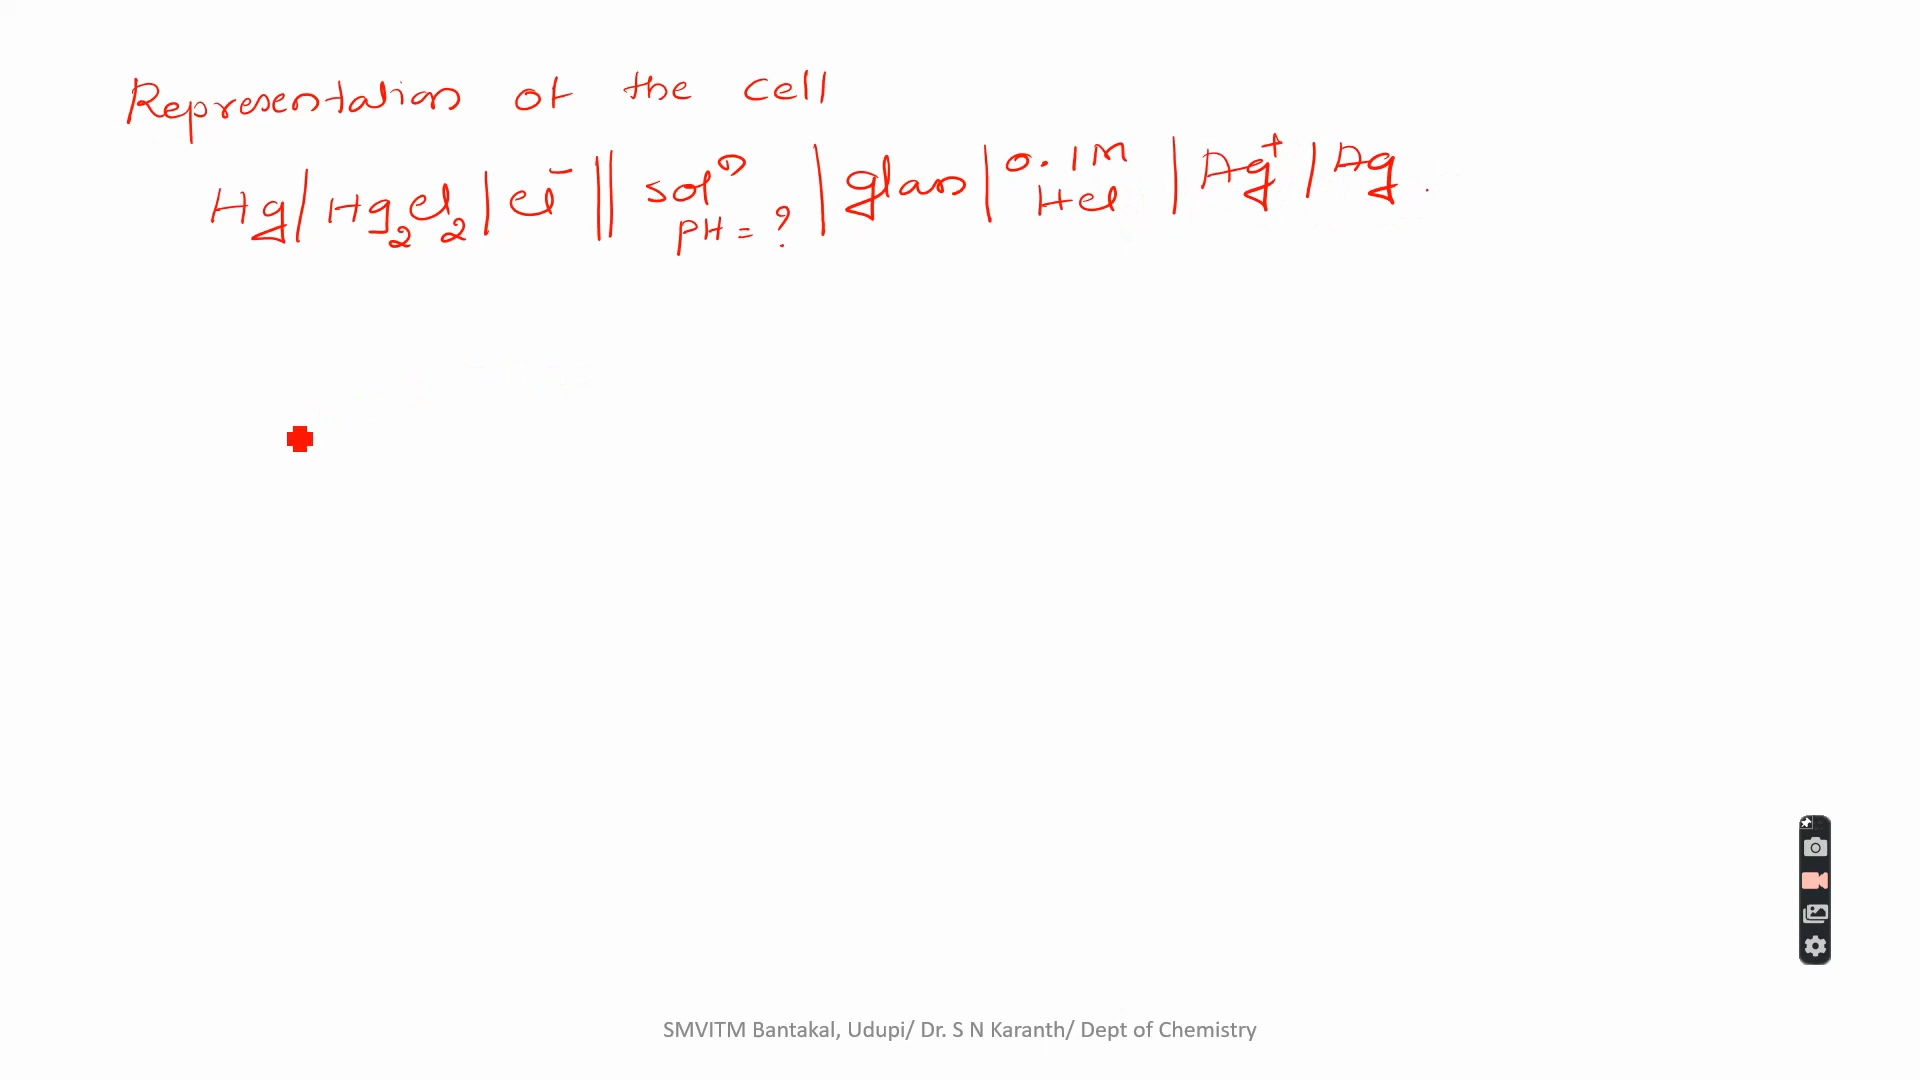 Representation of the cell
Hg | Hg₂Cl₂ | Cl⁻ || solⁿ pH = ? | glass | 0.1M HCl | Ag⁺ | Ag
SMVITM Bantakal, Udupi/ Dr. S N Karanth/ Dept of Chemistry